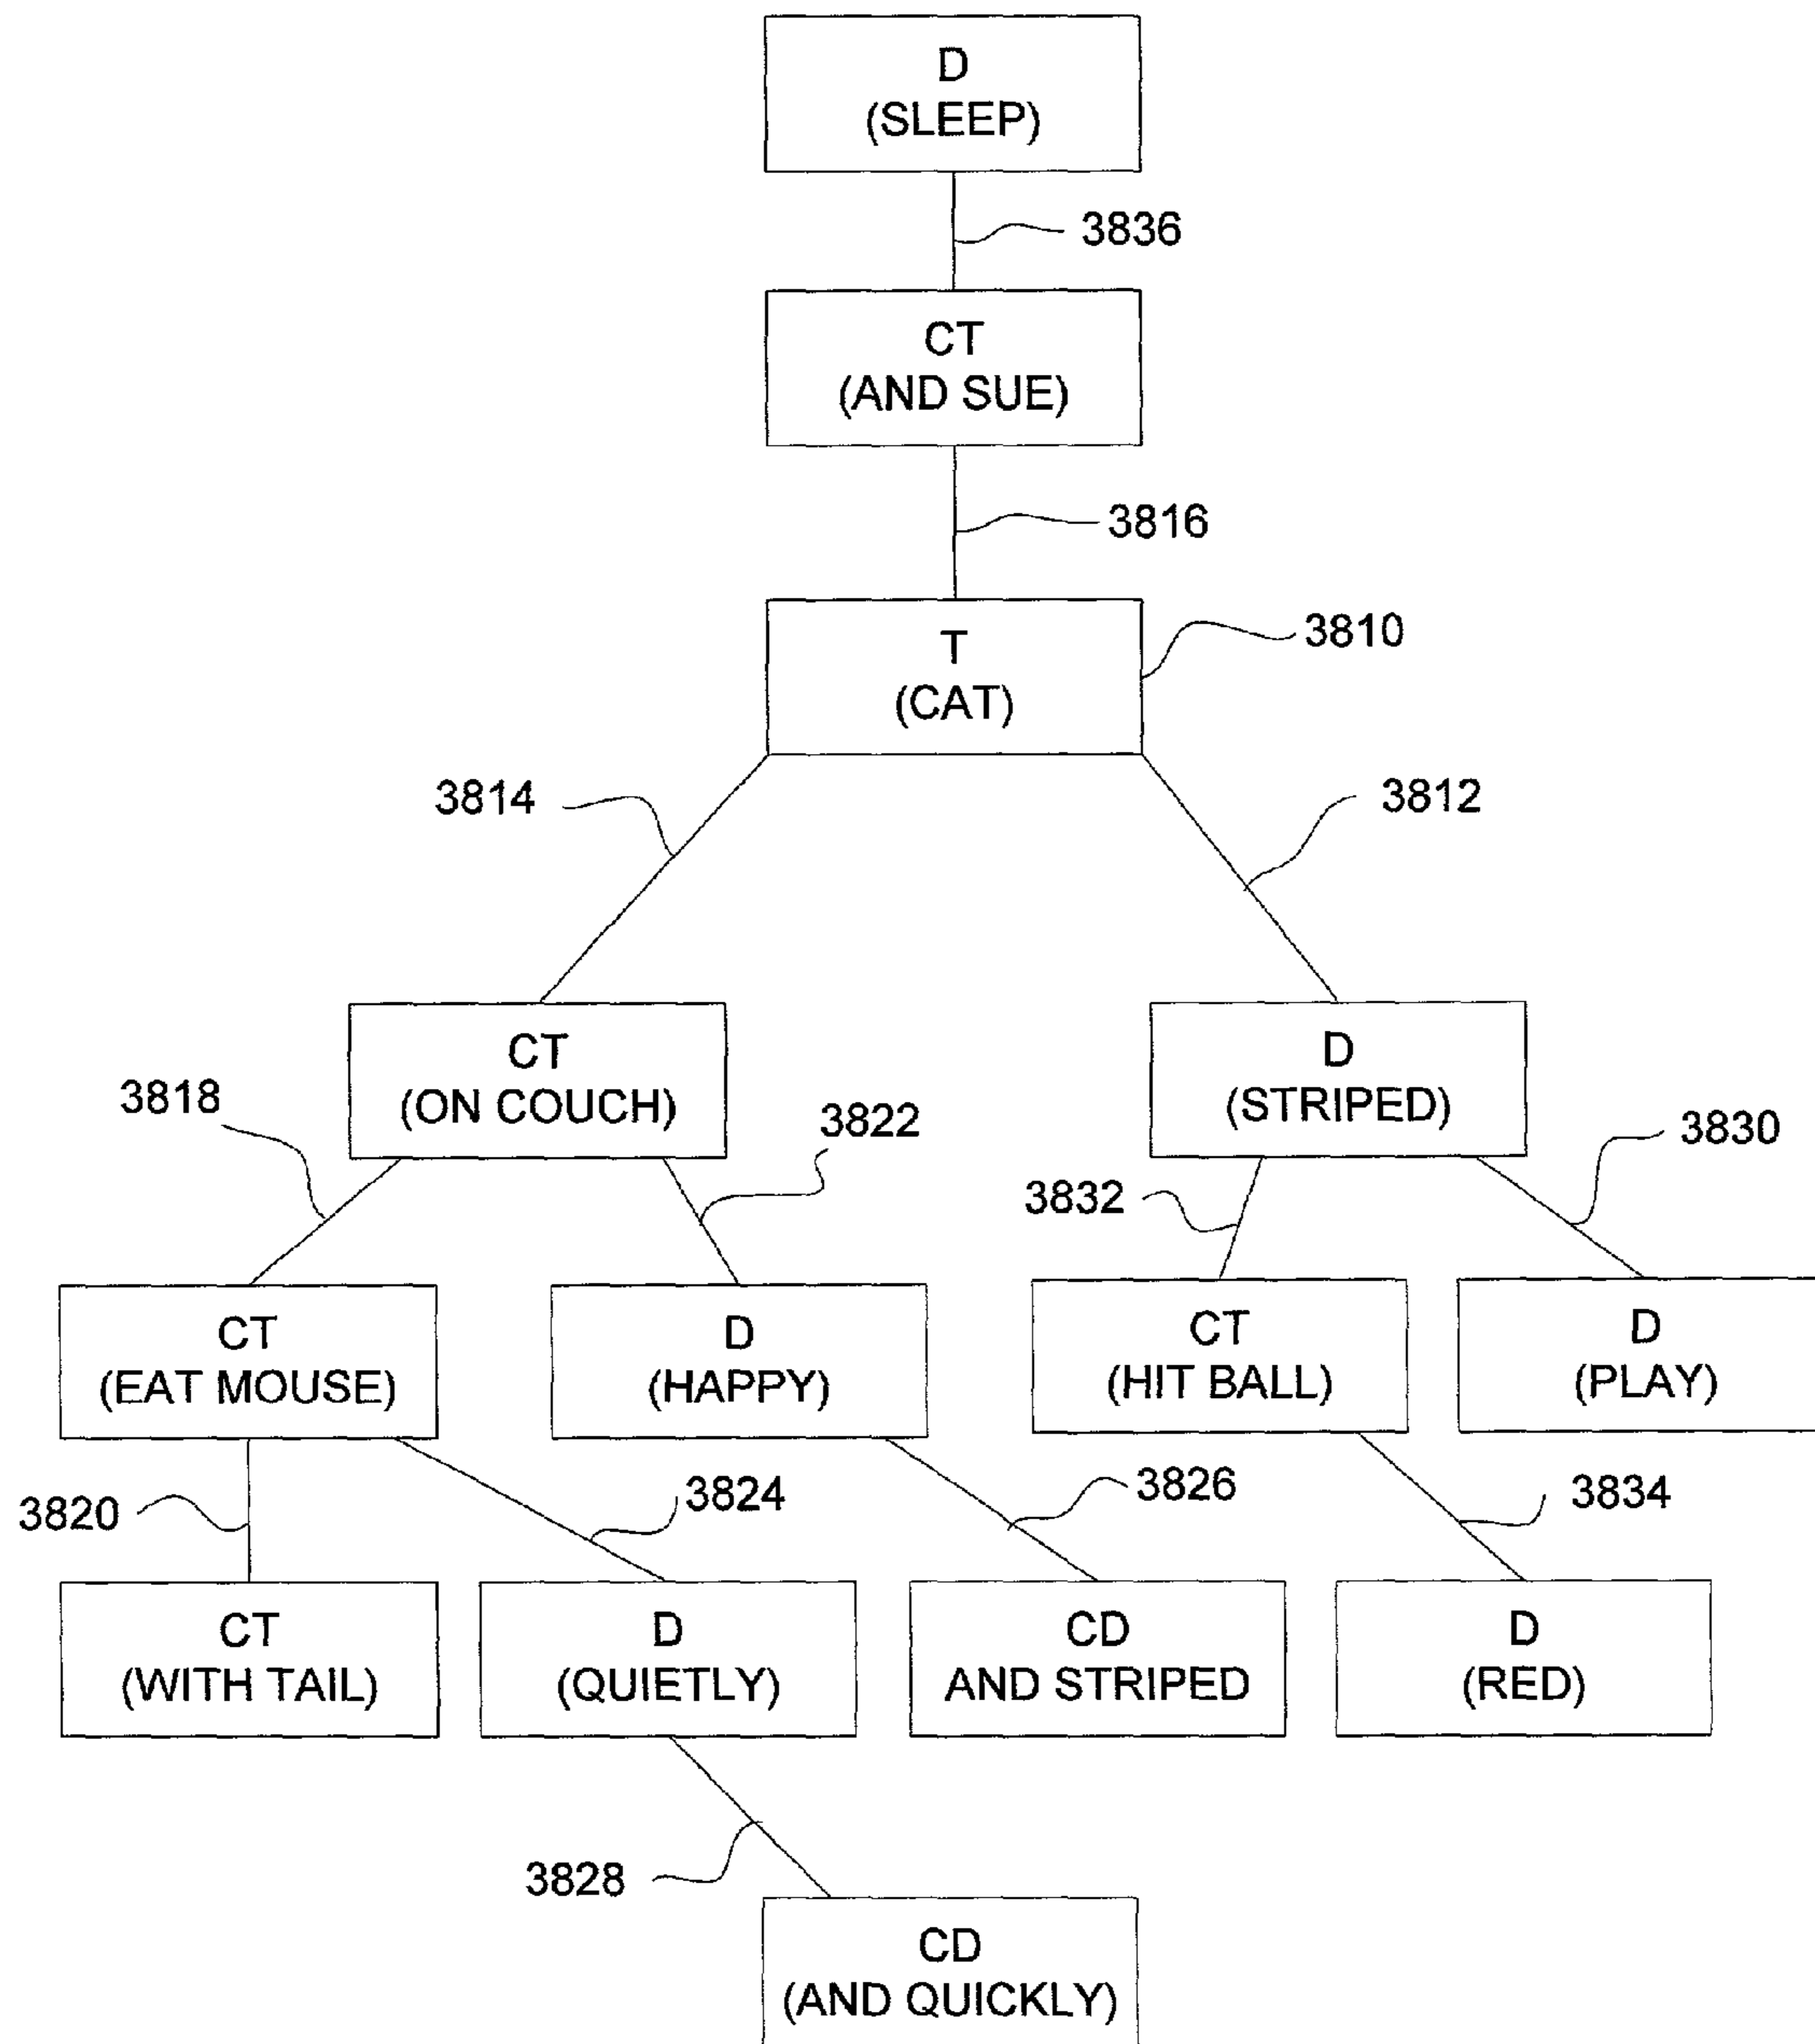 D
(SLEEP)
3836
CT
(AND SUE)
3816
T
(CAT)
3810
3814
3812
CT
(ON COUCH)
D
(STRIPED)
3818
3822
3832
3830
CT
(EAT MOUSE)
D
(HAPPY)
CT
(HIT BALL)
D
(PLAY)
3820
3824
3826
3834
CT
(WITH TAIL)
D
(QUIETLY)
CD
AND STRIPED
D
(RED)
3828
CD
(AND QUICKLY)